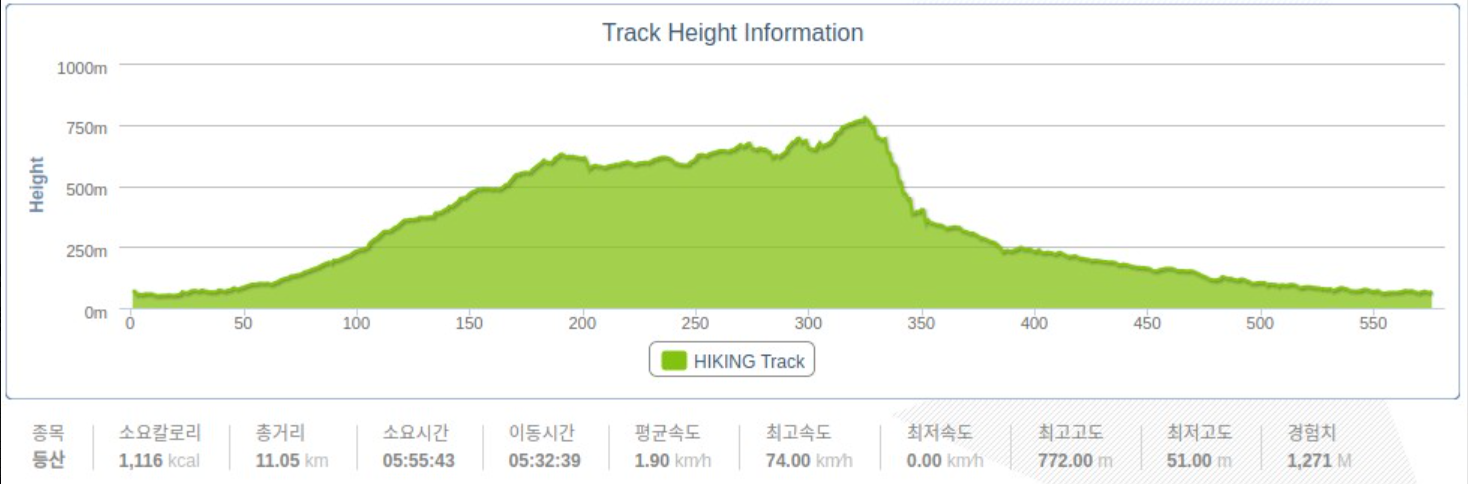 Track Height Information
1000m
750m
500m
250m
0m
Height
0 50 100 150 200 250 300 350 400 450 500 550
HIKING Track
종목 소요칼로리 총거리 소요시간 이동시간 평균속도 최고속도 최저속도 최고고도 최저고도 경험치
등산 1,116 kcal 11.05 km 05:55:43 05:32:39 1.90 km/h 74.00 km/h 0.00 km/h 772.00 m 51.00 m 1,271 M